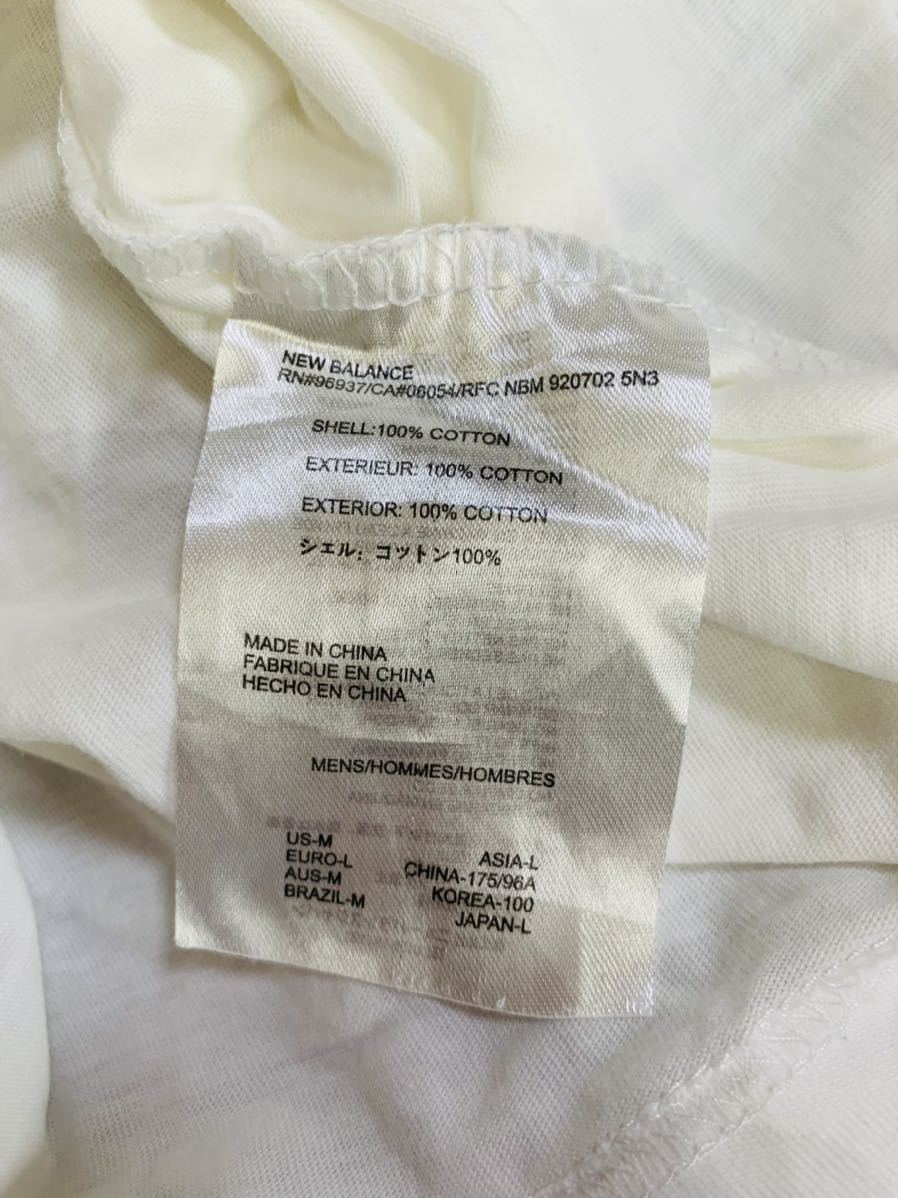 NEW BALANCE
RN#96937/CA#06054/RFC NBM 920702 5N3
SHELL:100% COTTON
EXTERIEUR: 100% COTTON
EXTERIOR: 100% COTTON
シェル：コットン100%
MADE IN CHINA
FABRIQUE EN CHINA
HECHO EN CHINA
MENS/HOMMES/HOMBRES
US-M
EURO-L
AUS-M
BRAZIL-M
ASIA-L
CHINA-175/96A
KOREA-100
JAPAN-L